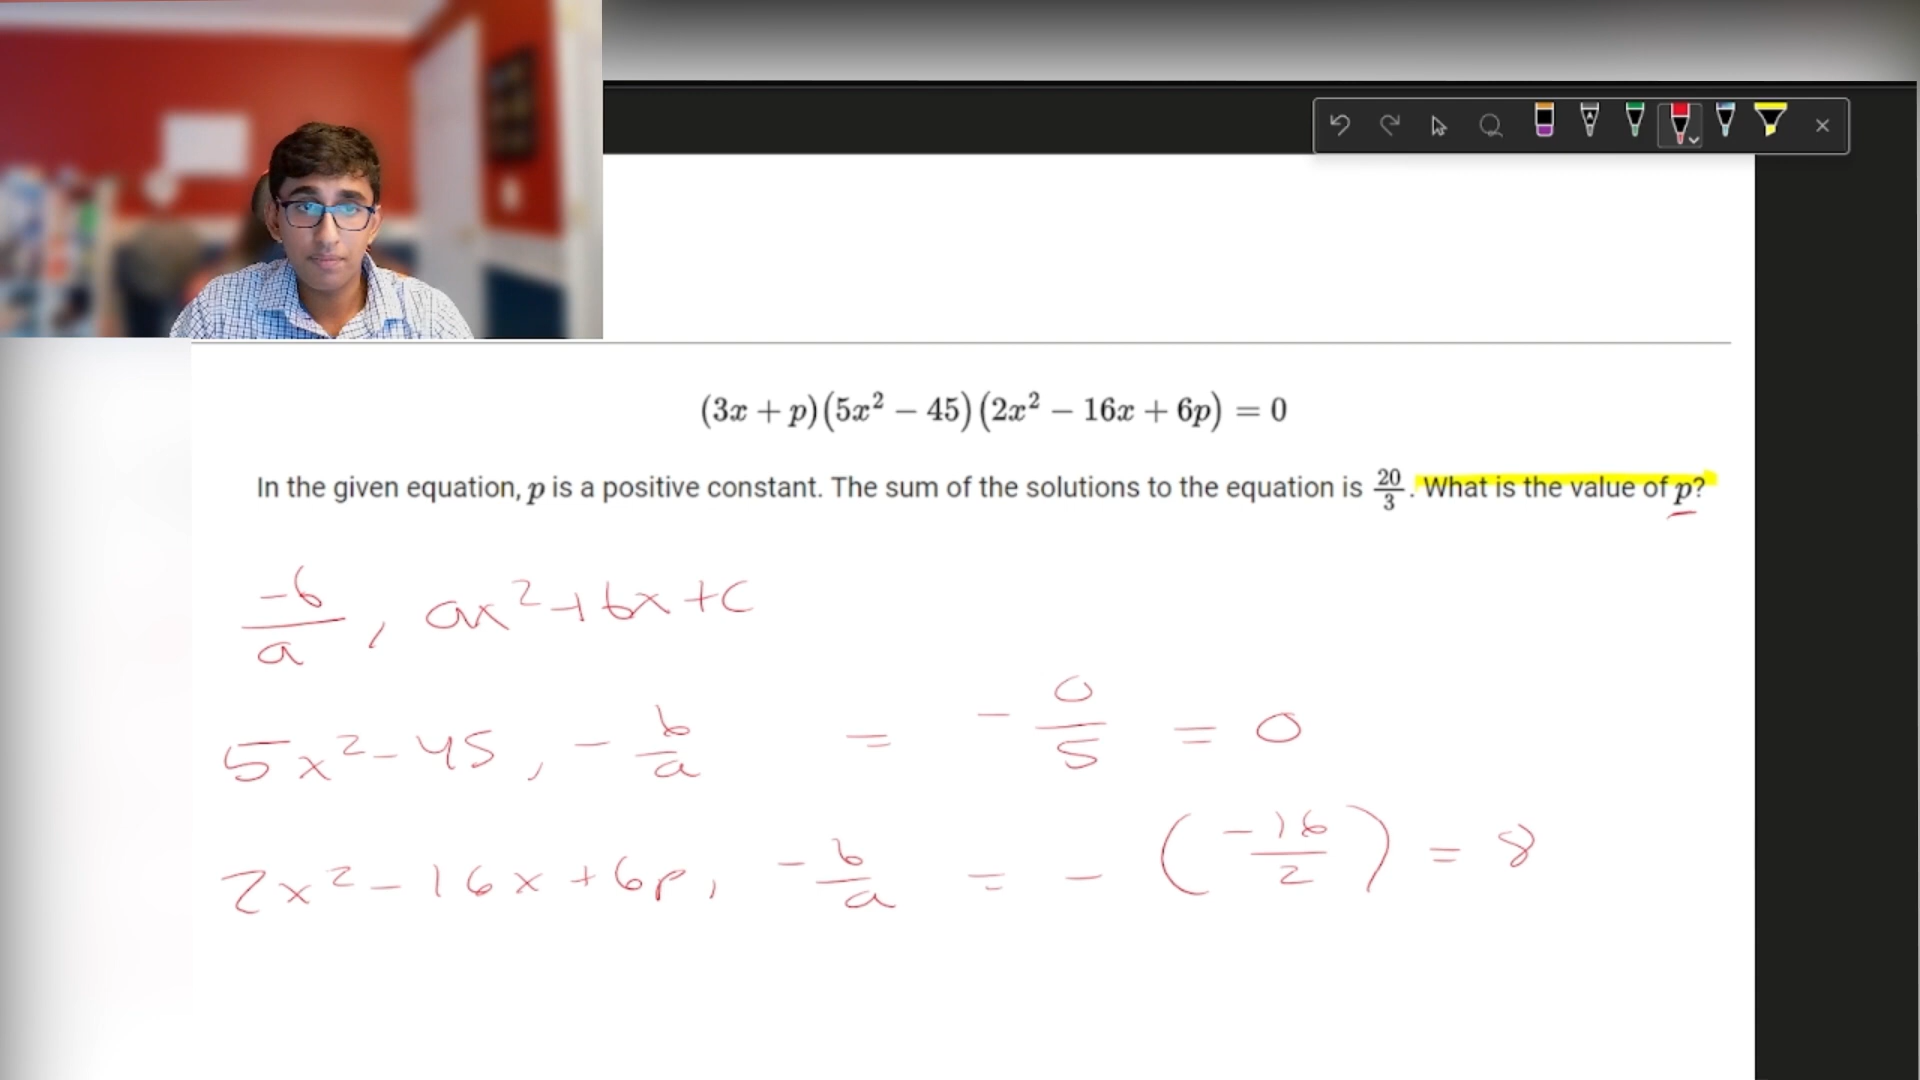 (3x + p)(5x² − 45)(2x² − 16x + 6p) = 0
In the given equation, p is a positive constant. The sum of the solutions to the equation is 20/3. What is the value of p?
-b/a, ax²+bx+c
5x²-45, -b/a = -0/5 = 0
2x²-16x+6p, -b/a = -(-16/2) = 8